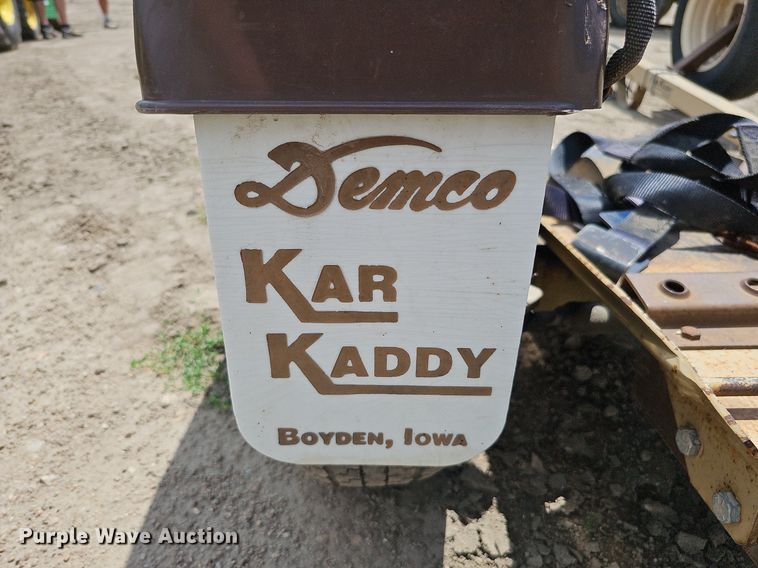 Demco
KAR
KADDY
BOYDEN, IOWA
Purple Wave Auction